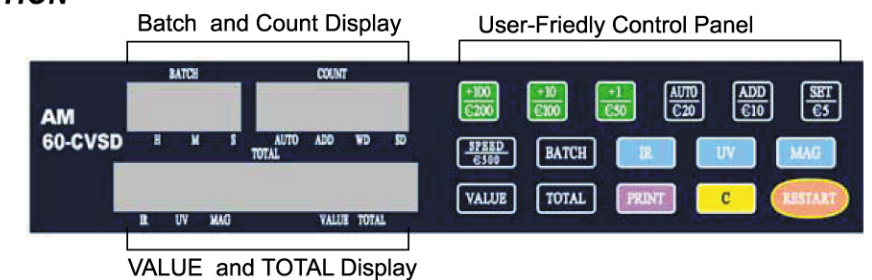 TION
Batch and Count Display
User-Friedly Control Panel
BATCH COUNT
AM
60-CVSD
H M S AUTO ADD WD SD
TOTAL
IR UV MAG VALUE TOTAL
+100 +10 +1 AUTO ADD SET
€200 €100 €50 €20 €10 €5
SPEED
€500
BATCH IR UV MAG
VALUE TOTAL PRINT C RESTART
VALUE and TOTAL Display